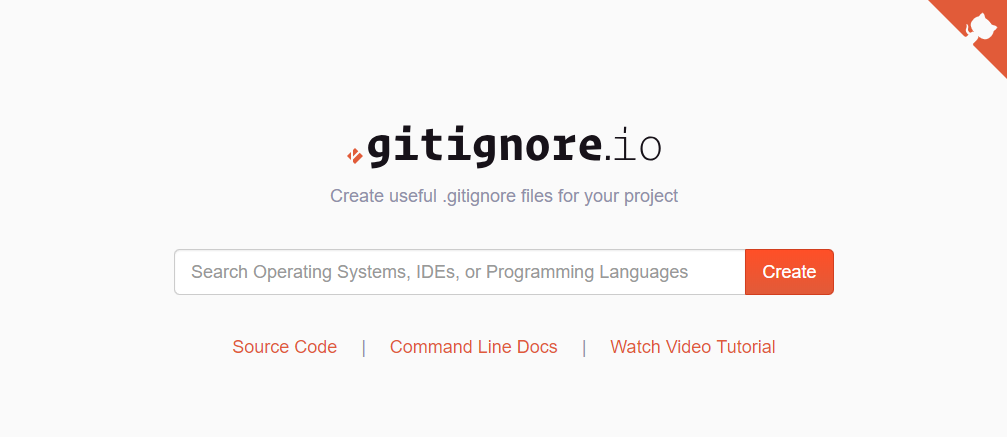 .gitignore.io
Create useful .gitignore files for your project
Search Operating Systems, IDEs, or Programming Languages Create
Source Code | Command Line Docs | Watch Video Tutorial